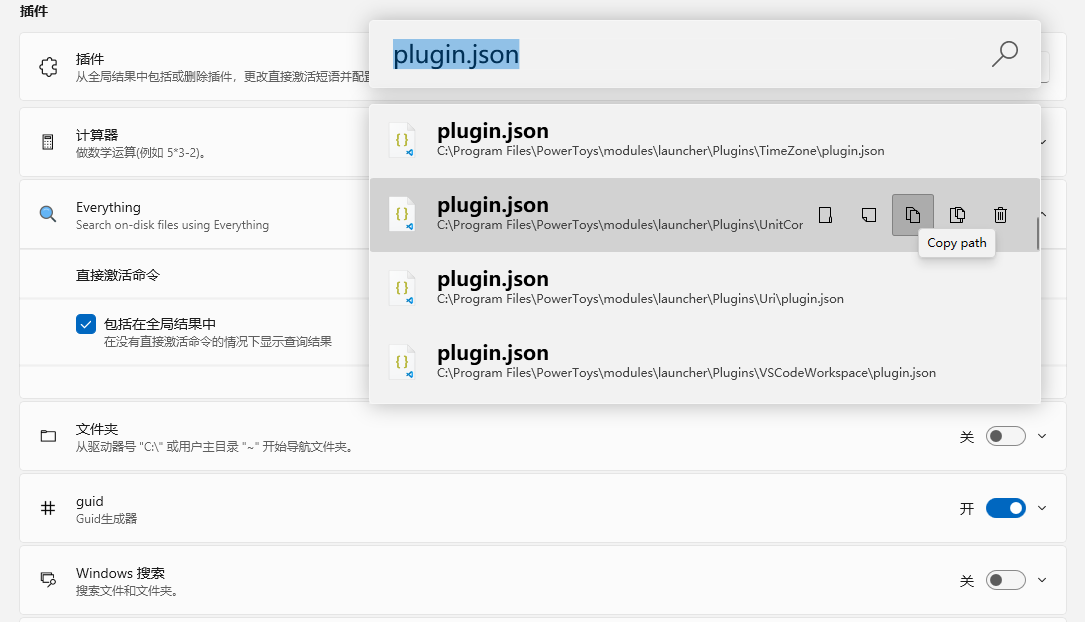 插件
插件
从全局结果中包括或删除插件，更改直接激活短语并配置
计算器
做数学运算(例如 5*3-2)。
Everything
Search on-disk files using Everything
直接激活命令
包括在全局结果中
在没有直接激活命令的情况下显示查询结果
plugin.json
plugin.json
C:\Program Files\PowerToys\modules\launcher\Plugins\TimeZone\plugin.json
plugin.json
C:\Program Files\PowerToys\modules\launcher\Plugins\UnitCor
Copy path
plugin.json
C:\Program Files\PowerToys\modules\launcher\Plugins\Uri\plugin.json
plugin.json
C:\Program Files\PowerToys\modules\launcher\Plugins\VSCodeWorkspace\plugin.json
文件夹
从驱动器号 "C:\" 或用户主目录 "~" 开始导航文件夹。
关
guid
Guid生成器
开
Windows 搜索
搜索文件和文件夹。
关